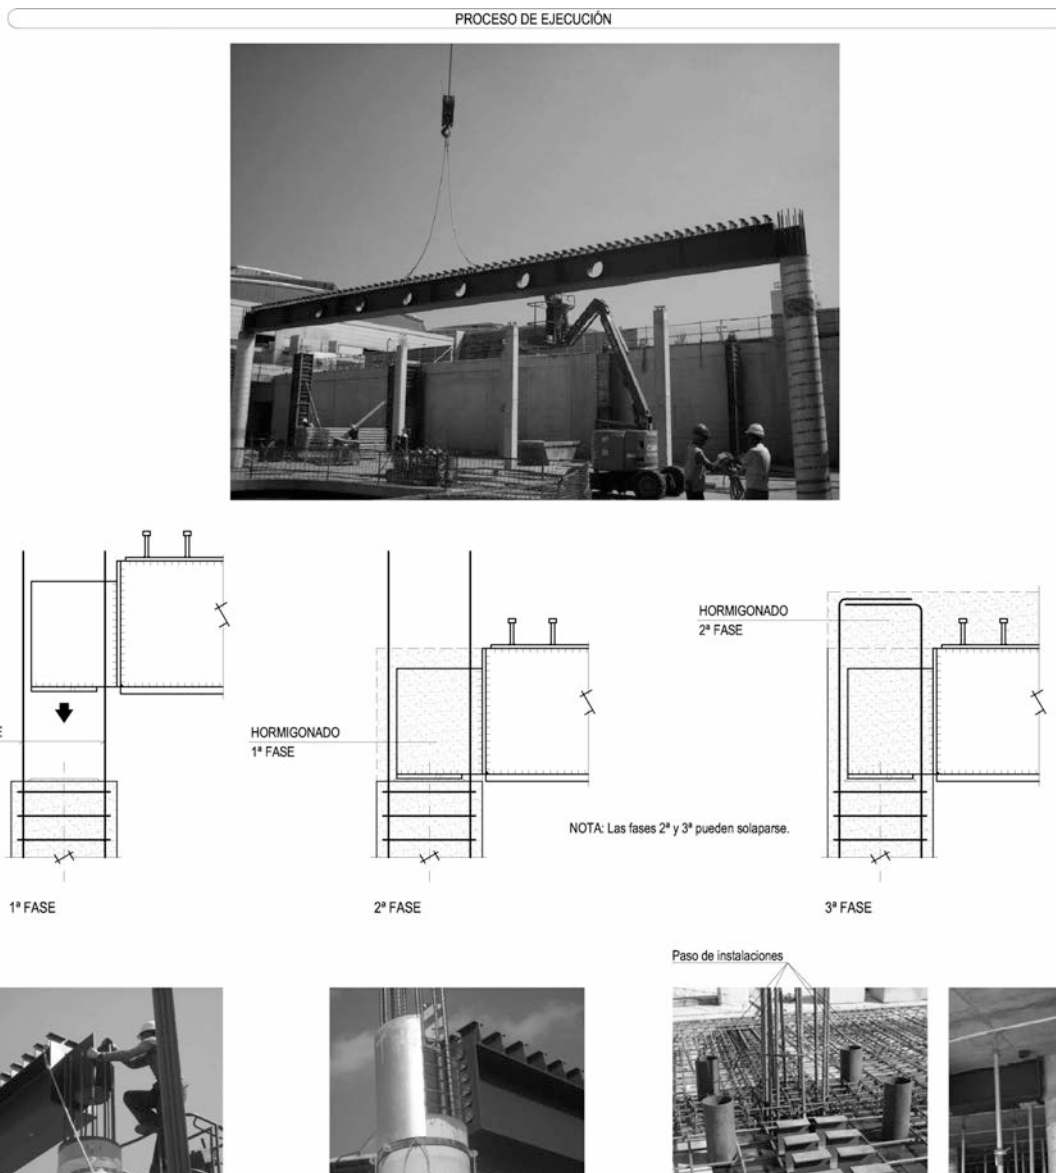 PROCESO DE EJECUCIÓN
HORMIGONADO
2ª FASE
HORMIGONADO
1ª FASE
NOTA: Las fases 2ª y 3ª pueden solaparse.
1ª FASE
2ª FASE
3ª FASE
Paso de instalaciones